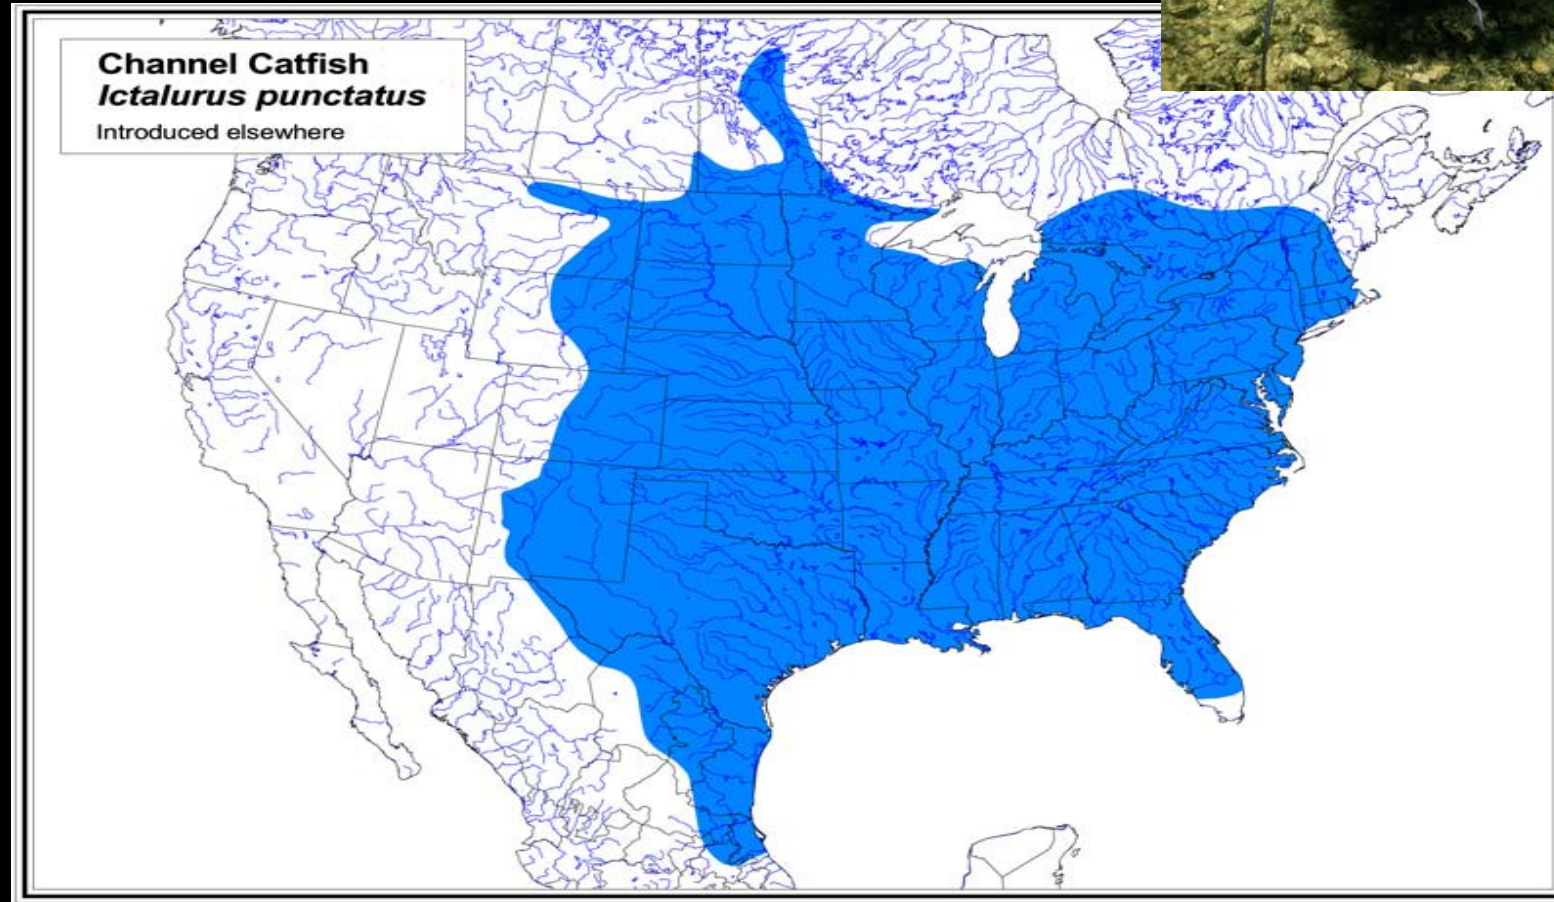 Channel Catfish
Ictalurus punctatus
Introduced elsewhere